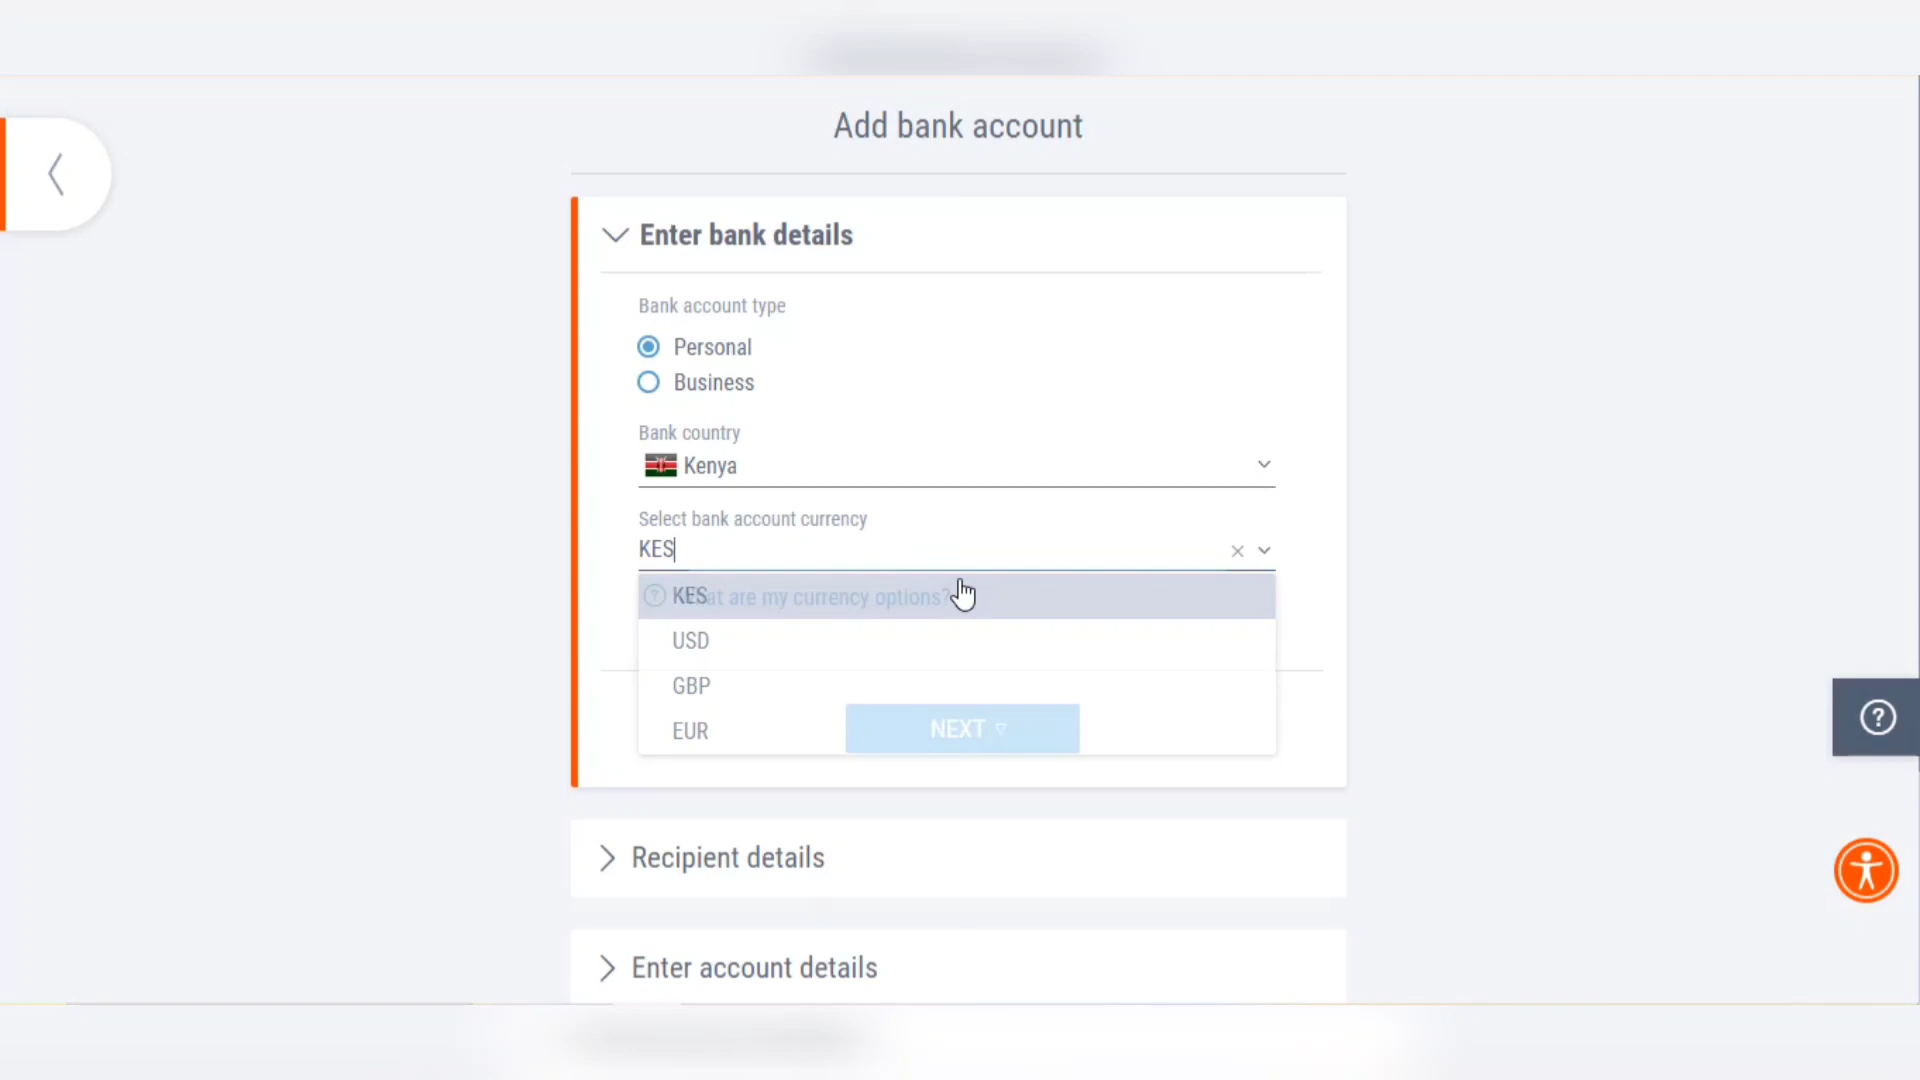 Add bank account
Enter bank details
Bank account type
Personal
Business
Bank country
Kenya
Select bank account currency
KES
KES
at are my currency options?
USD
GBP
EUR
NEXT
Recipient details
Enter account details